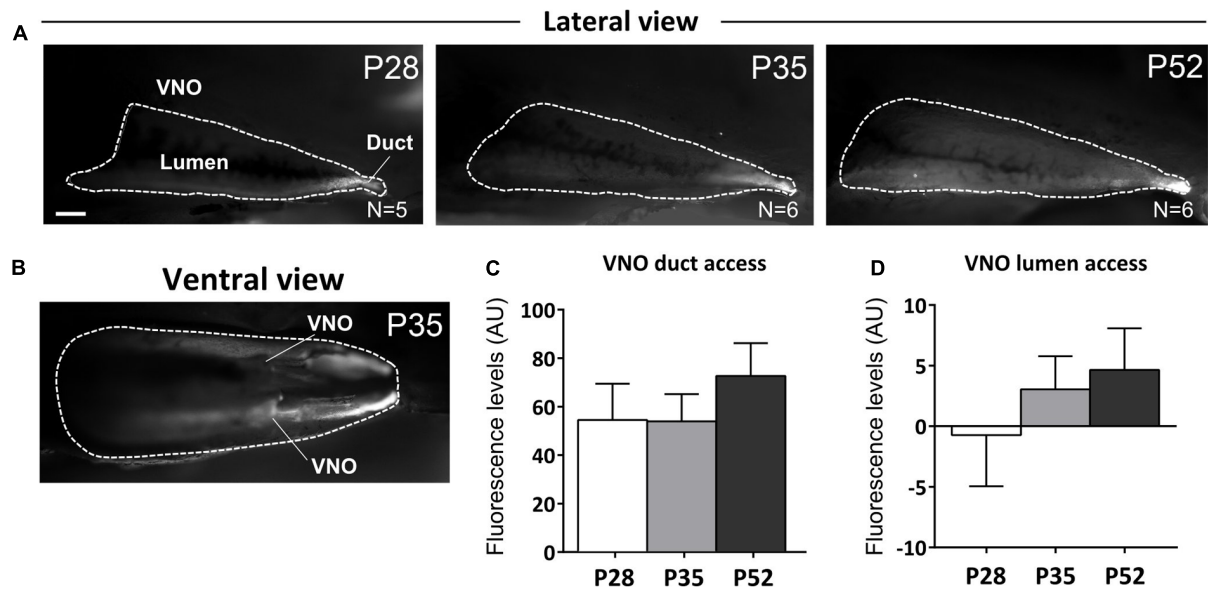 Lateral view
A
P28
VNO
Duct
Lumen
N=5
P35
N=6
P52
N=6
B
Ventral view
P35
VNO
VNO
C
VNO duct access
Fluorescence levels (AU)
100
80
60
40
20
0
P28 P35 P52
D
VNO lumen access
Fluorescence levels (AU)
10
5
0
-5
-10
P28 P35 P52